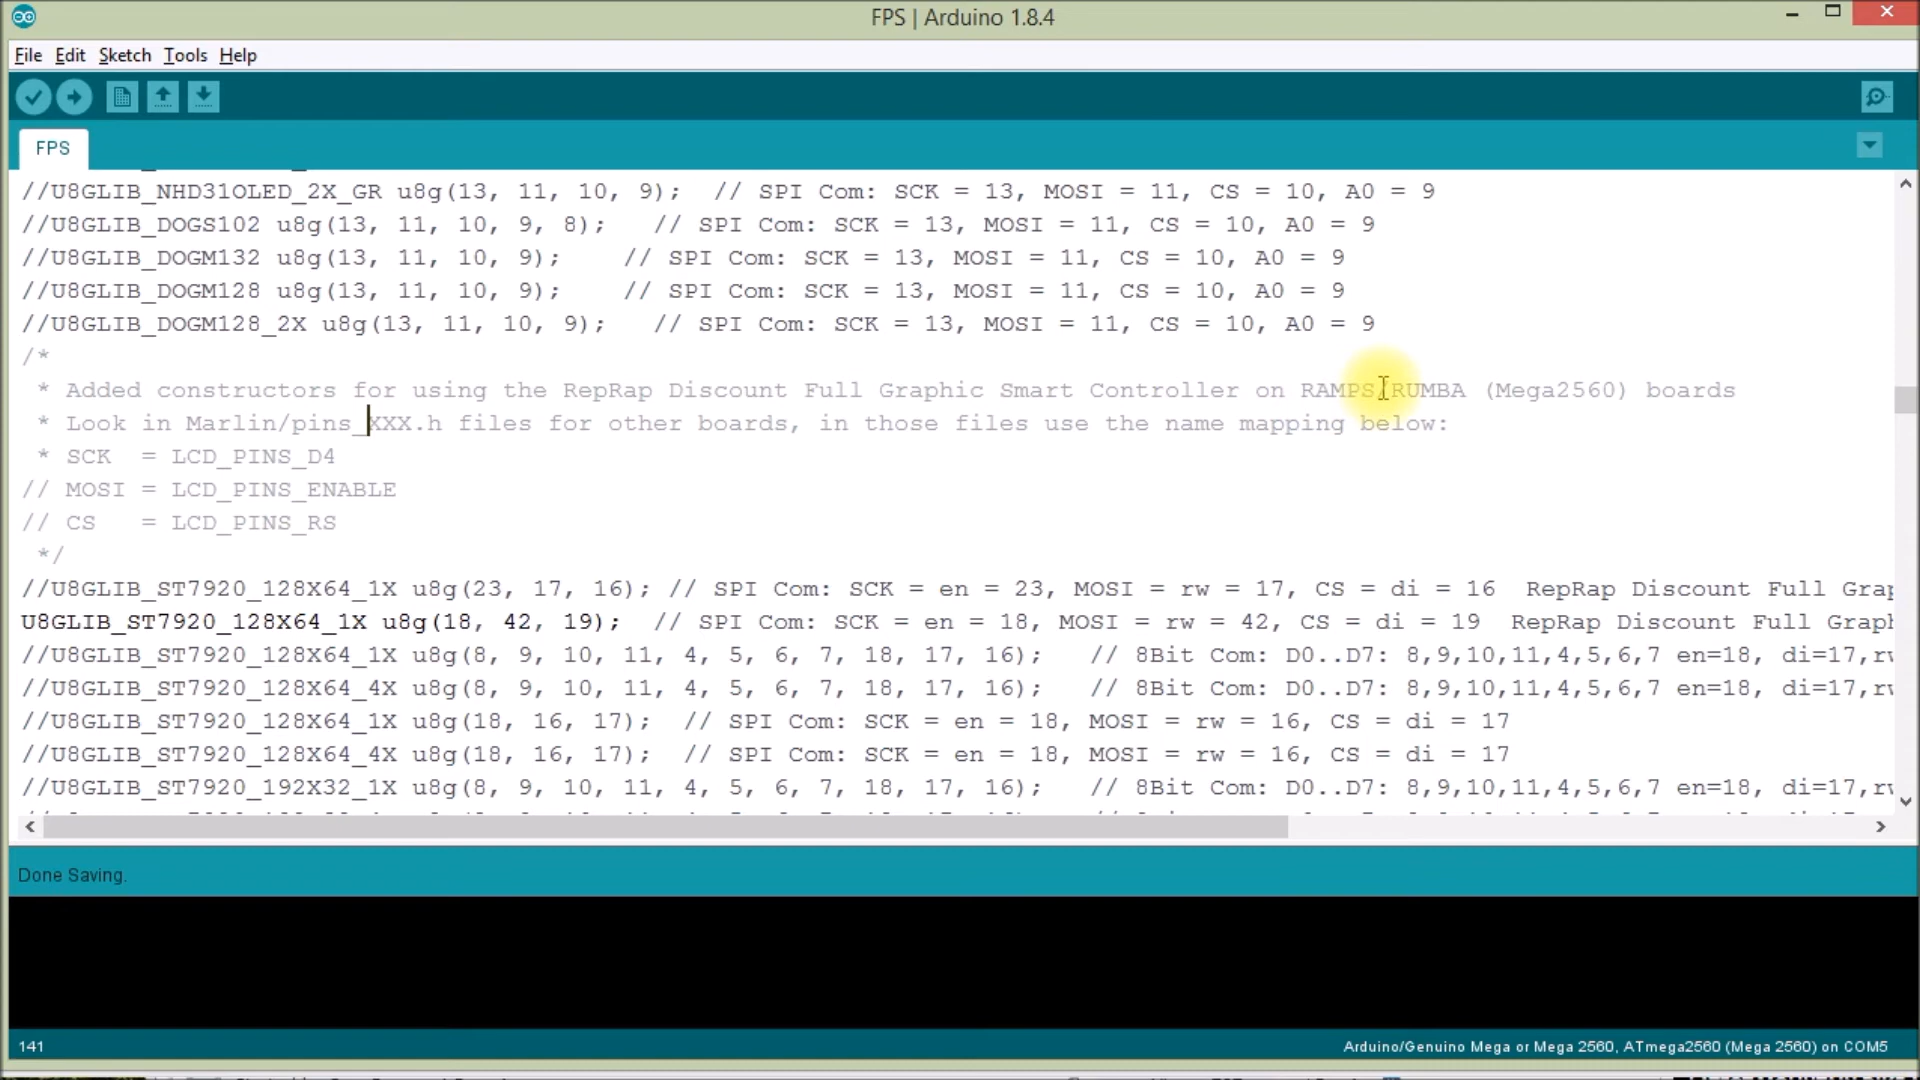 FPS | Arduino 1.8.4
File Edit Sketch Tools Help
FPS
//U8GLIB_NHD31OLED_2X_GR u8g(13, 11, 10, 9);  // SPI Com: SCK = 13, MOSI = 11, CS = 10, A0 = 9
//U8GLIB_DOGS102 u8g(13, 11, 10, 9, 8);   // SPI Com: SCK = 13, MOSI = 11, CS = 10, A0 = 9
//U8GLIB_DOGM132 u8g(13, 11, 10, 9);    // SPI Com: SCK = 13, MOSI = 11, CS = 10, A0 = 9
//U8GLIB_DOGM128 u8g(13, 11, 10, 9);    // SPI Com: SCK = 13, MOSI = 11, CS = 10, A0 = 9
//U8GLIB_DOGM128_2X u8g(13, 11, 10, 9);   // SPI Com: SCK = 13, MOSI = 11, CS = 10, A0 = 9
/*
 * Added constructors for using the RepRap Discount Full Graphic Smart Controller on RAMPS/RUMBA (Mega2560) boards
 * Look in Marlin/pins_XXX.h files for other boards, in those files use the name mapping below:
 * SCK  = LCD_PINS_D4
// MOSI = LCD_PINS_ENABLE
// CS   = LCD_PINS_RS
 */
//U8GLIB_ST7920_128X64_1X u8g(23, 17, 16); // SPI Com: SCK = en = 23, MOSI = rw = 17, CS = di = 16  RepRap Discount Full Grap
U8GLIB_ST7920_128X64_1X u8g(18, 42, 19);  // SPI Com: SCK = en = 18, MOSI = rw = 42, CS = di = 19  RepRap Discount Full Graph
//U8GLIB_ST7920_128X64_1X u8g(8, 9, 10, 11, 4, 5, 6, 7, 18, 17, 16);   // 8Bit Com: D0..D7: 8,9,10,11,4,5,6,7 en=18, di=17,rw
//U8GLIB_ST7920_128X64_4X u8g(8, 9, 10, 11, 4, 5, 6, 7, 18, 17, 16);   // 8Bit Com: D0..D7: 8,9,10,11,4,5,6,7 en=18, di=17,rw
//U8GLIB_ST7920_128X64_1X u8g(18, 16, 17);  // SPI Com: SCK = en = 18, MOSI = rw = 16, CS = di = 17
//U8GLIB_ST7920_128X64_4X u8g(18, 16, 17);  // SPI Com: SCK = en = 18, MOSI = rw = 16, CS = di = 17
//U8GLIB_ST7920_192X32_1X u8g(8, 9, 10, 11, 4, 5, 6, 7, 18, 17, 16);   // 8Bit Com: D0..D7: 8,9,10,11,4,5,6,7 en=18, di=17,rw
Done Saving.
141
Arduino/Genuino Mega or Mega 2560, ATmega2560 (Mega 2560) on COM5